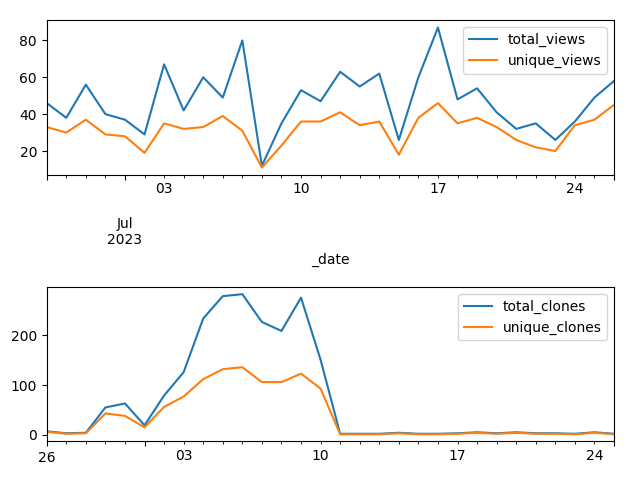 total_views
unique_views
80
60
40
20
03
10
17
24
Jul
2023
_date
total_clones
unique_clones
200
100
0
26
03
10
17
24